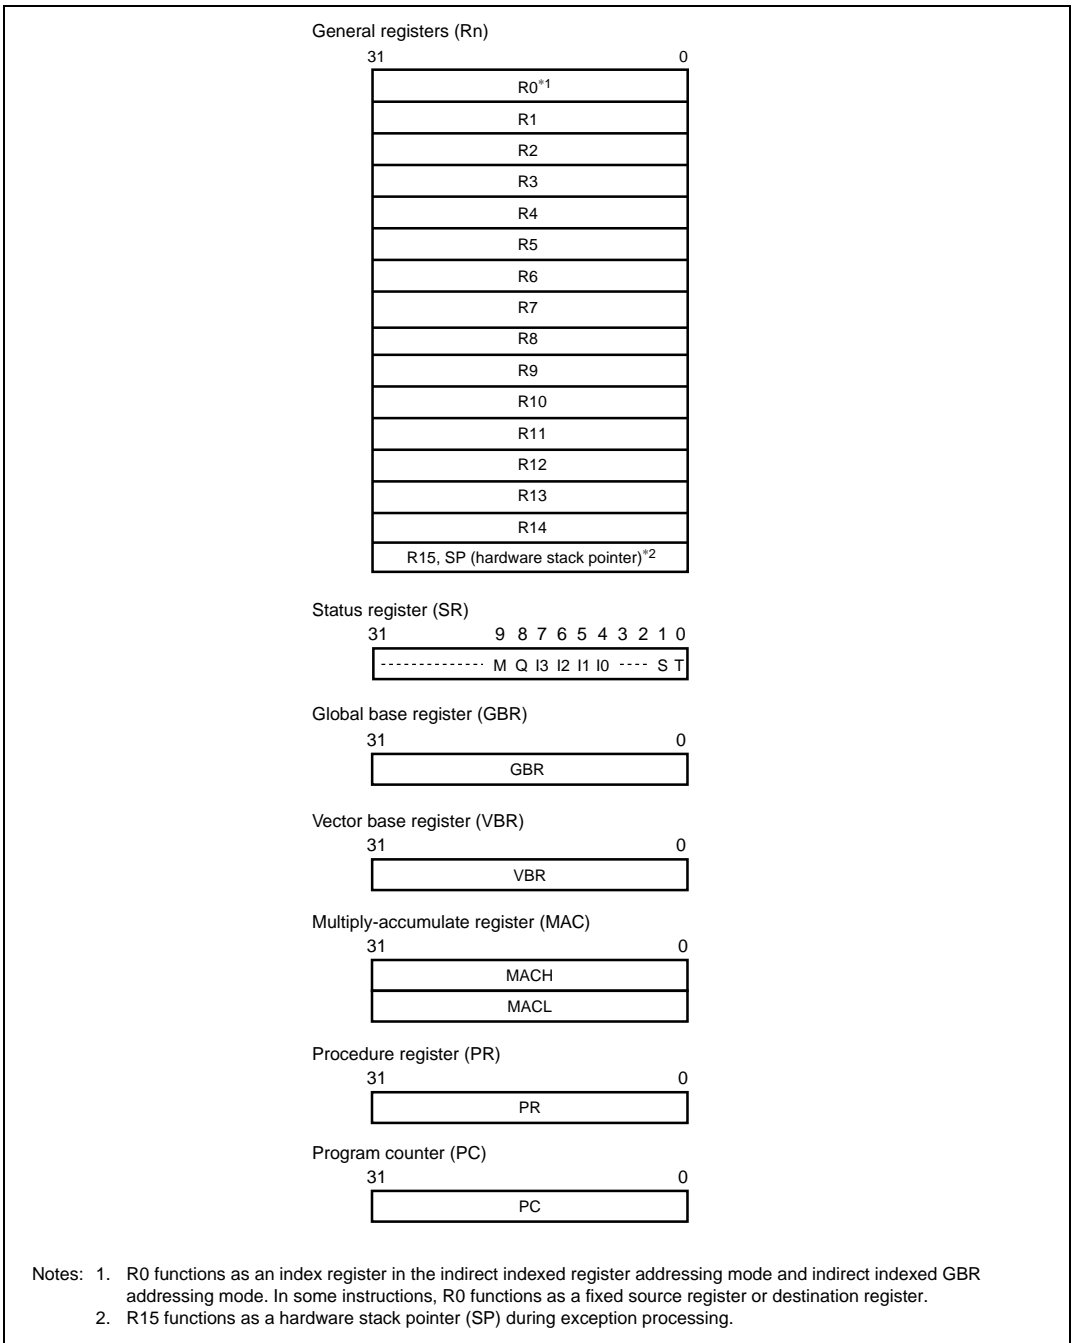 General registers (Rn)
31 0
R0*1
R1
R2
R3
R4
R5
R6
R7
R8
R9
R10
R11
R12
R13
R14
R15, SP (hardware stack pointer)*2
Status register (SR)
31 9 8 7 6 5 4 3 2 1 0
-------------- M Q I3 I2 I1 I0 ---- S T
Global base register (GBR)
31 0
GBR
Vector base register (VBR)
31 0
VBR
Multiply-accumulate register (MAC)
31 0
MACH
MACL
Procedure register (PR)
31 0
PR
Program counter (PC)
31 0
PC
Notes: 1. R0 functions as an index register in the indirect indexed register addressing mode and indirect indexed GBR
addressing mode. In some instructions, R0 functions as a fixed source register or destination register.
2. R15 functions as a hardware stack pointer (SP) during exception processing.